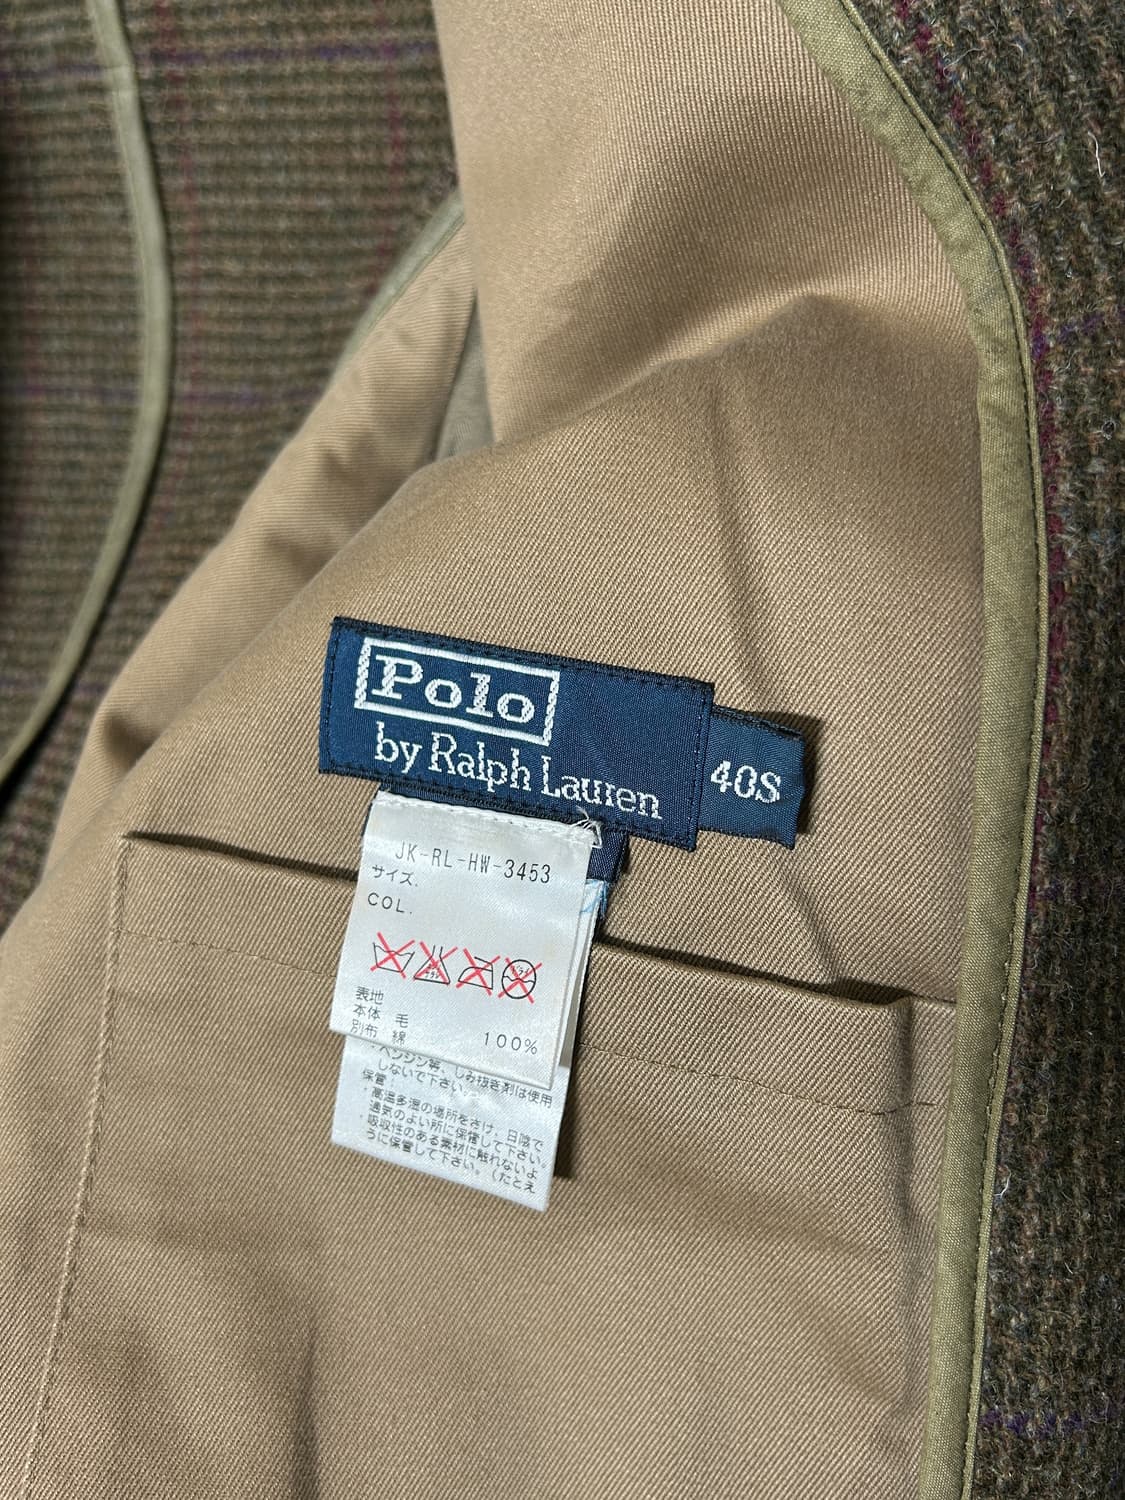 Polo
by Ralph Lauren
40S
JK-RL-HW-3453
サイズ.
COL.
表地
本体 毛
別布 綿 100%
ベンジン等、しみ抜き剤は使用
しないで下さい。
保管:
・高温多湿の場所をさけ、日陰で
通気のよい所に保管して下さい。
・吸収性のある素材に触れないよ
うに保管して下さい。(たとえ